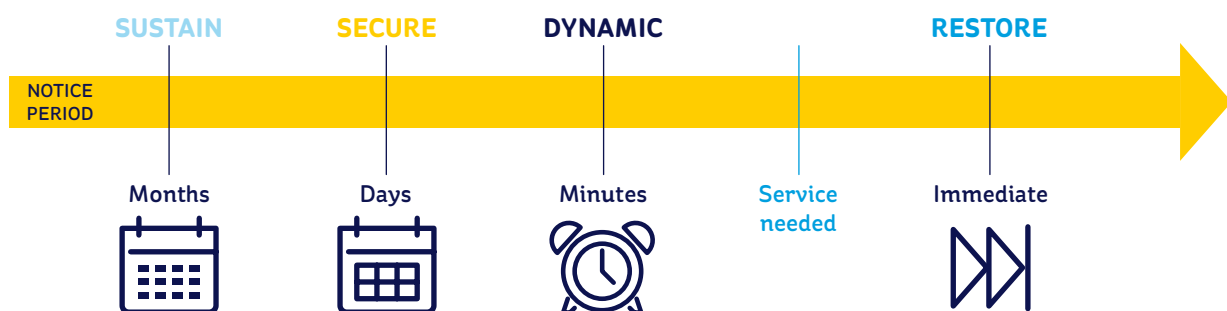 SUSTAIN
SECURE
DYNAMIC
RESTORE
NOTICE
PERIOD
Months
Days
Minutes
Service
needed
Immediate